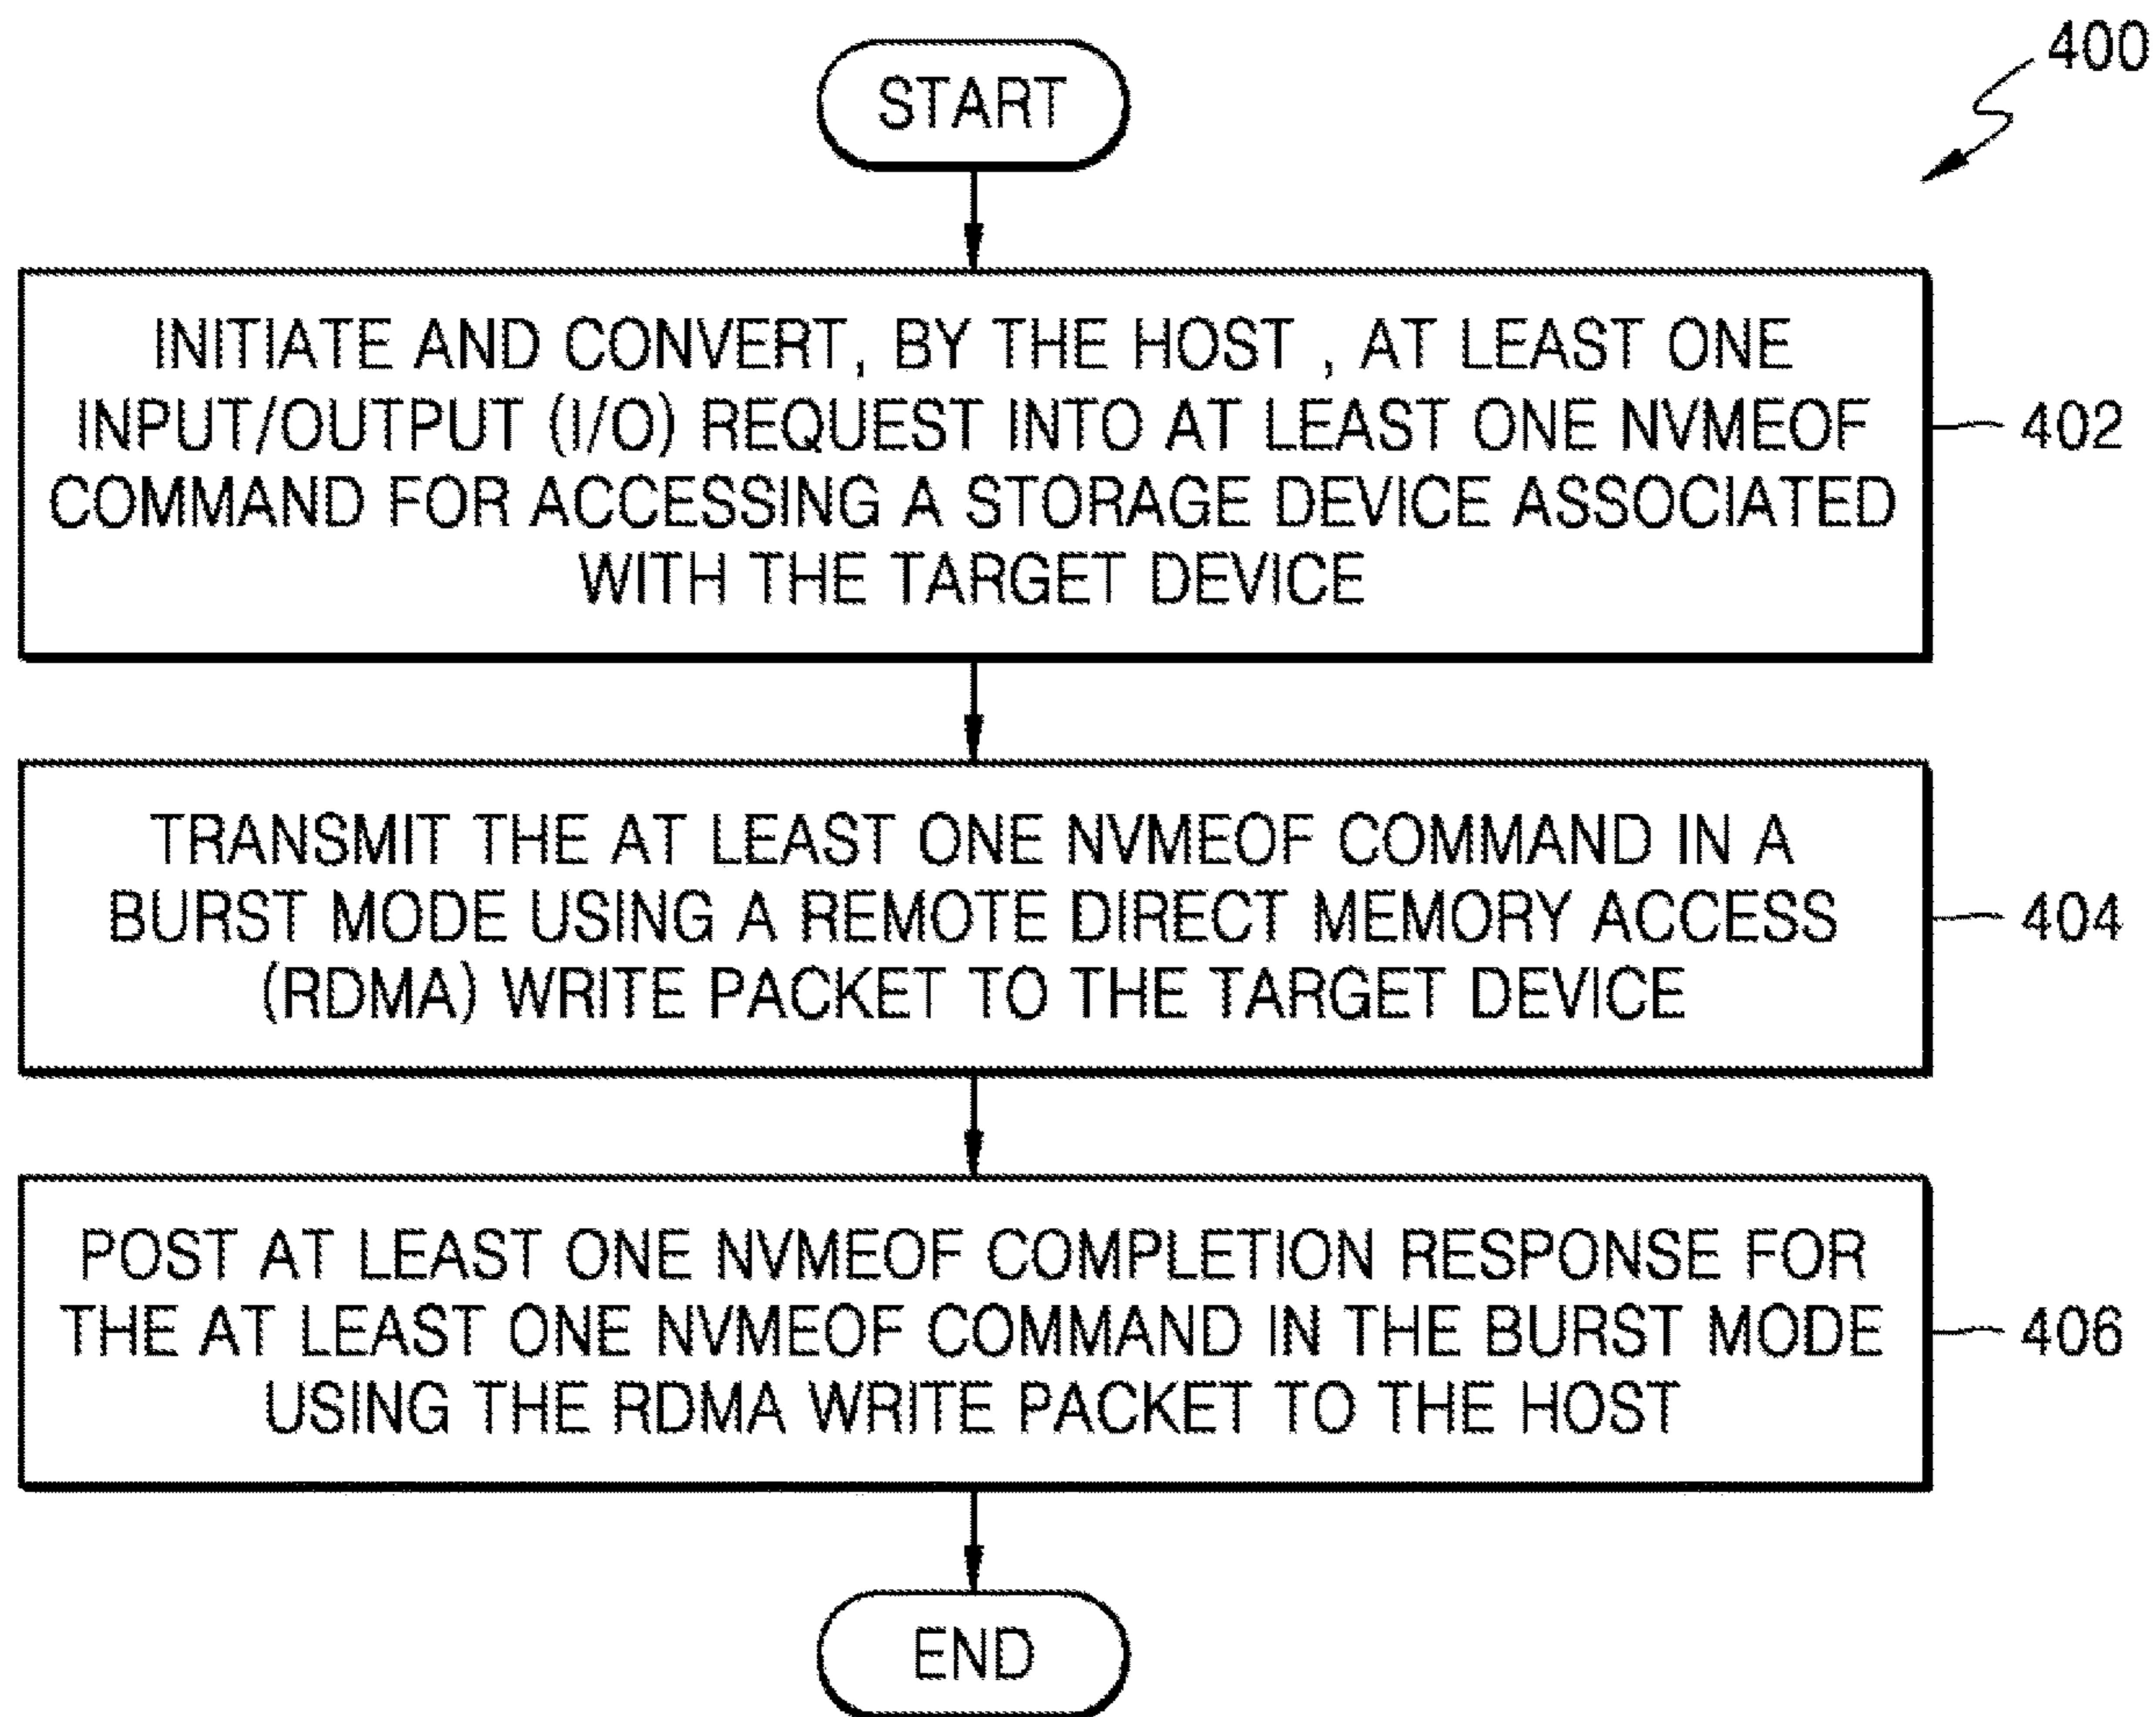 400
START
INITIATE AND CONVERT, BY THE HOST , AT LEAST ONE
INPUT/OUTPUT (I/O) REQUEST INTO AT LEAST ONE NVMEOF
COMMAND FOR ACCESSING A STORAGE DEVICE ASSOCIATED
WITH THE TARGET DEVICE
402
TRANSMIT THE AT LEAST ONE NVMEOF COMMAND IN A
BURST MODE USING A REMOTE DIRECT MEMORY ACCESS
(RDMA) WRITE PACKET TO THE TARGET DEVICE
404
POST AT LEAST ONE NVMEOF COMPLETION RESPONSE FOR
THE AT LEAST ONE NVMEOF COMMAND IN THE BURST MODE
USING THE RDMA WRITE PACKET TO THE HOST
406
END